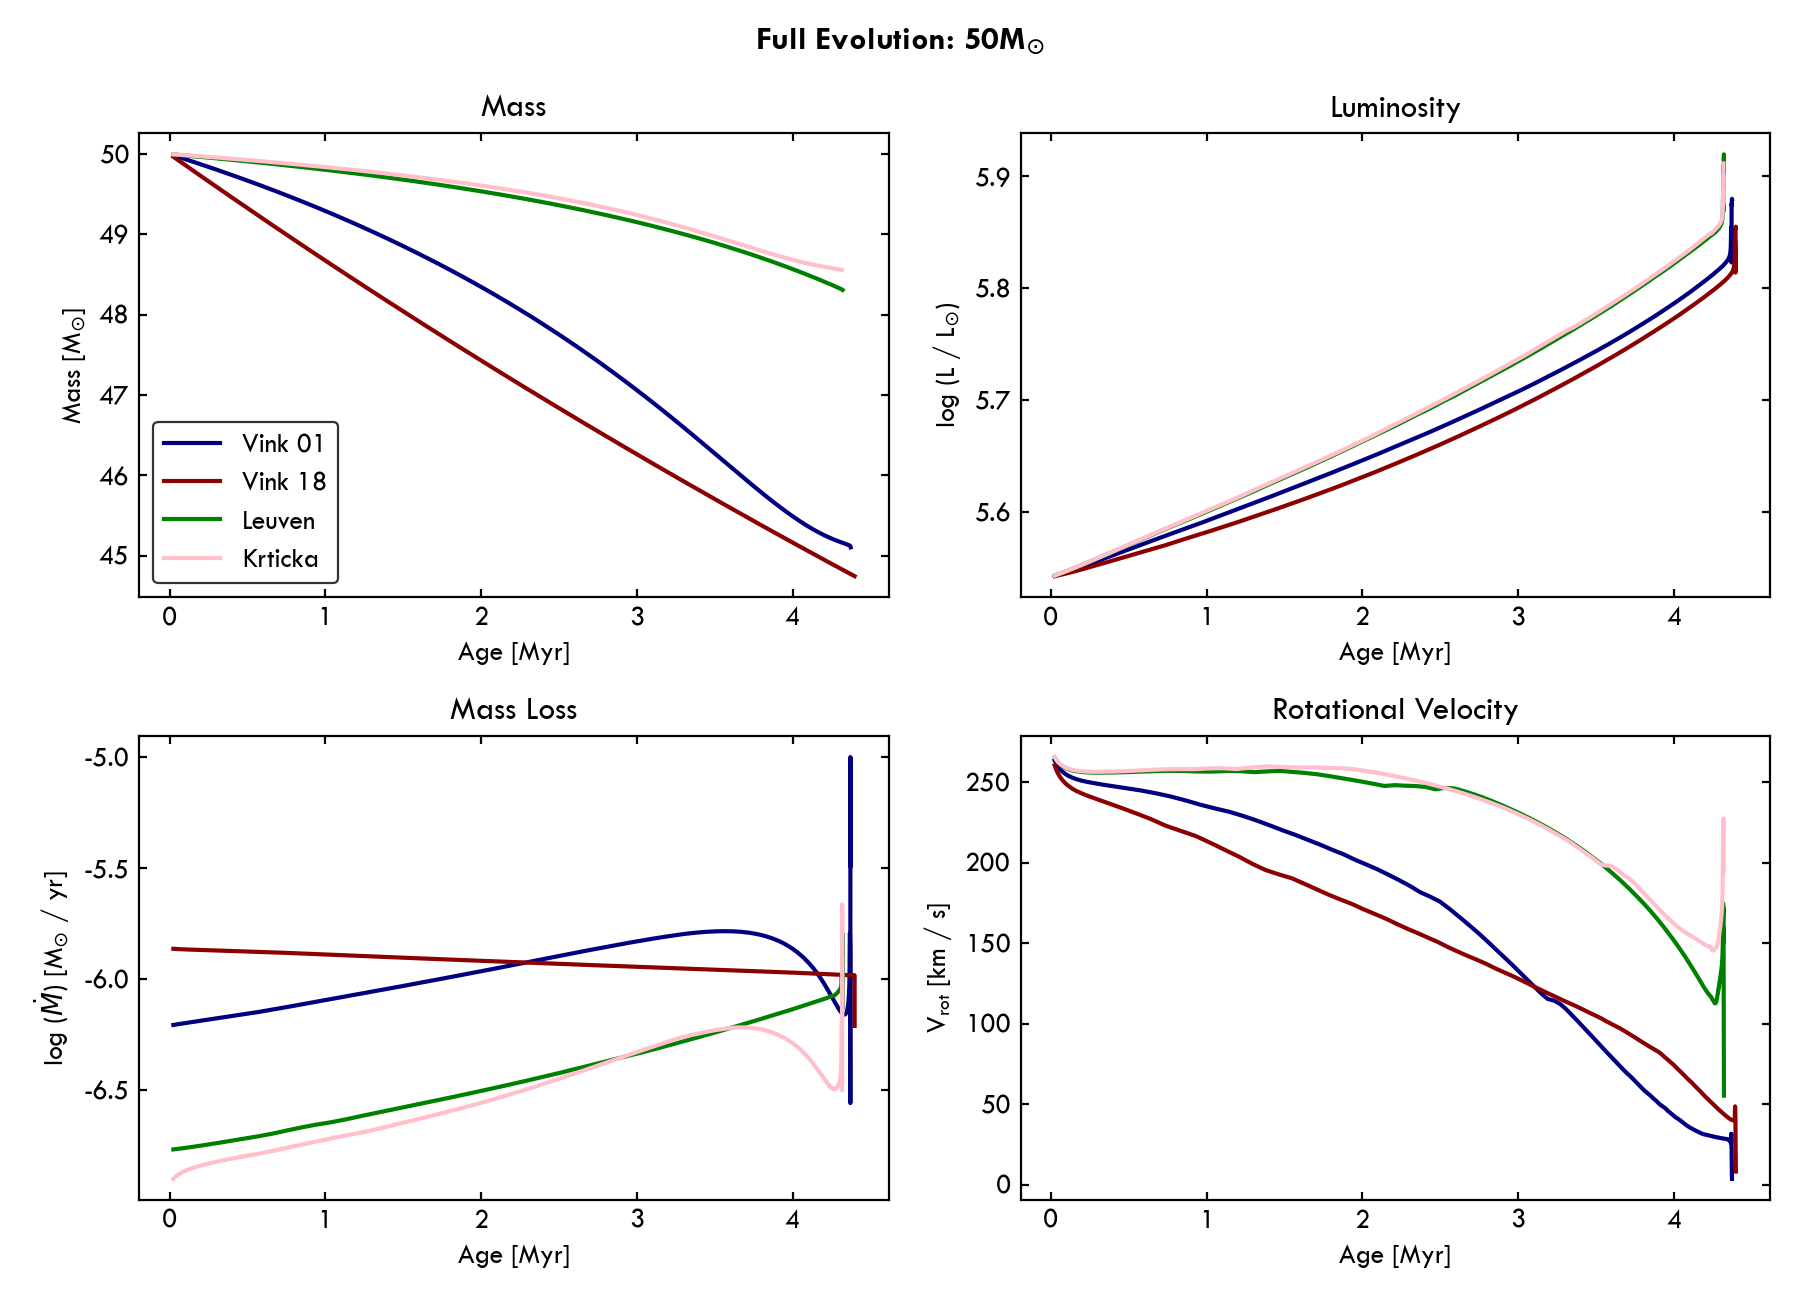 Full Evolution: 50M⊙
Mass
Mass [M⊙]
50
49
48
47
46
45
Vink 01
Vink 18
Leuven
Krticka
0 1 2 3 4
Age [Myr]
Luminosity
log (L / L⊙)
5.9
5.8
5.7
5.6
0 1 2 3 4
Age [Myr]
Mass Loss
log (Ṁ) [M⊙ / yr]
-5.0
-5.5
-6.0
-6.5
0 1 2 3 4
Age [Myr]
Rotational Velocity
Vrot [km / s]
250
200
150
100
50
0
0 1 2 3 4
Age [Myr]